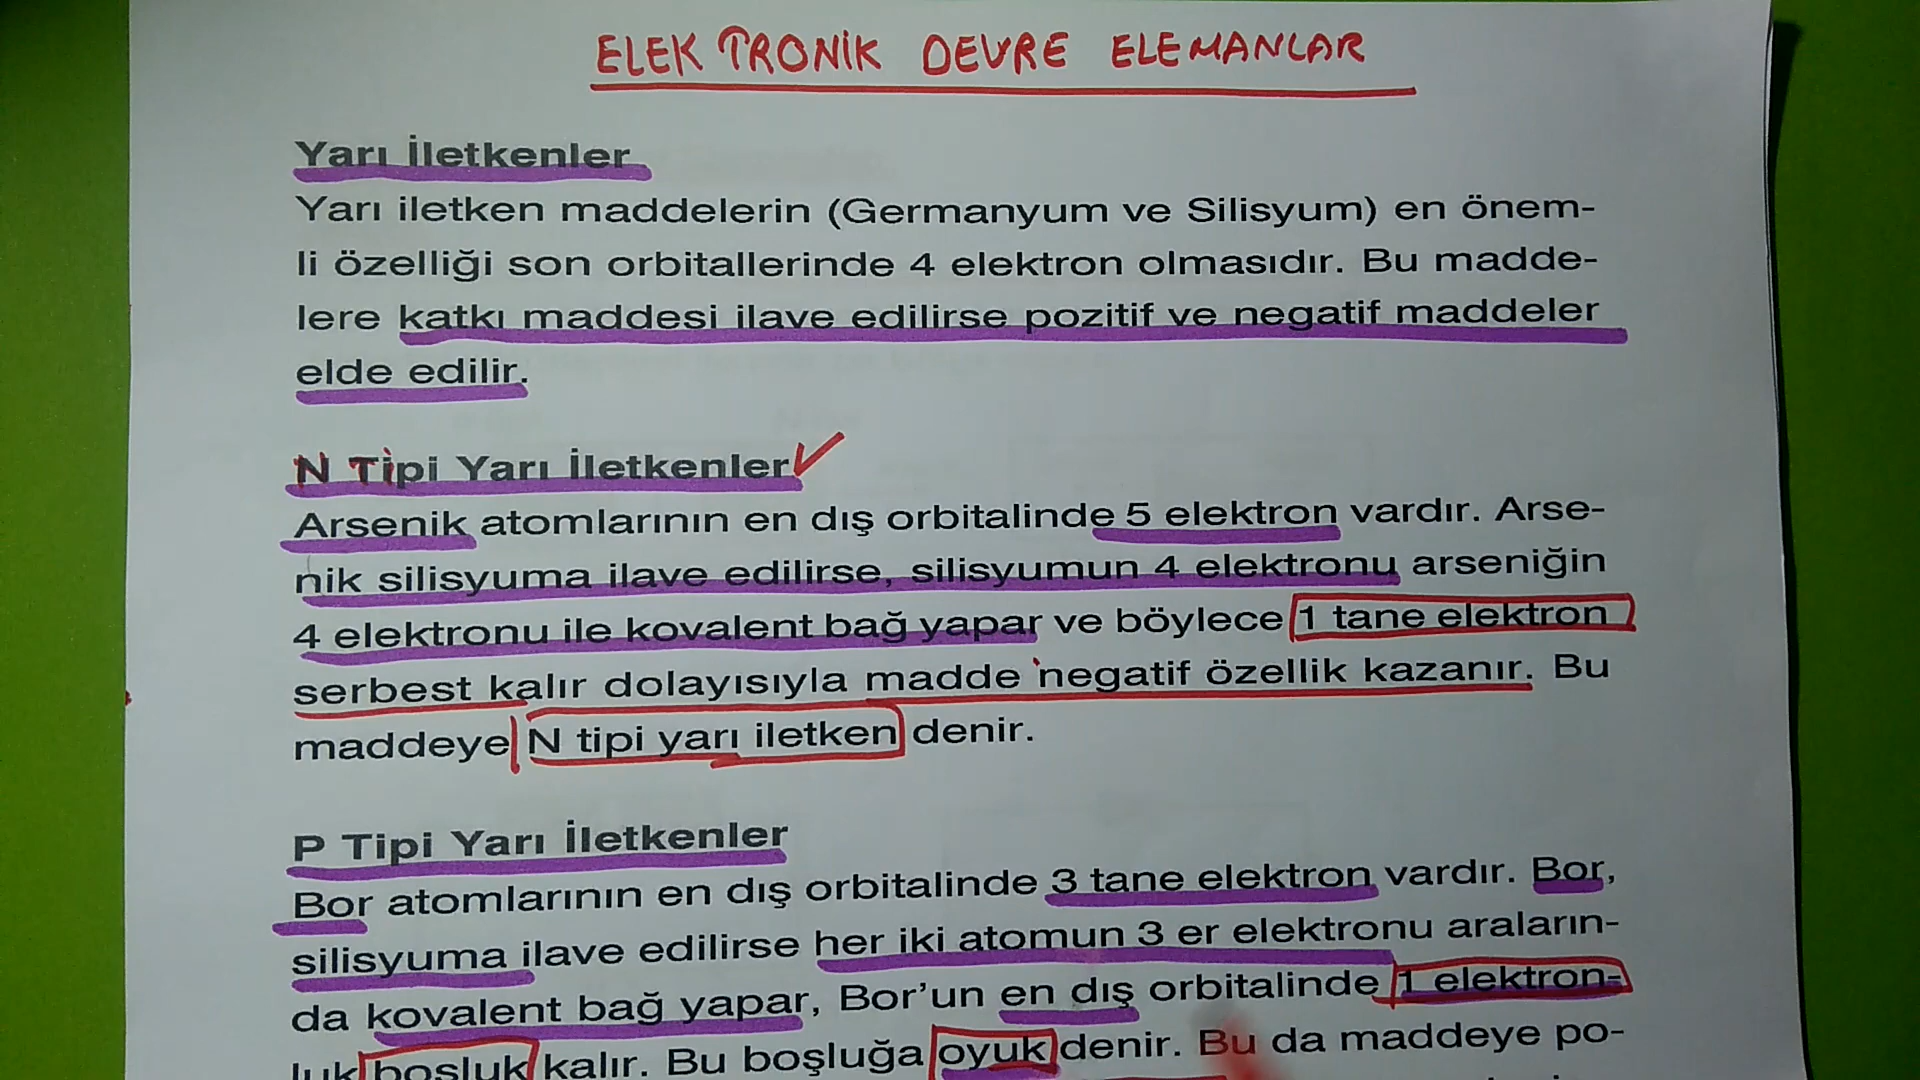 ELEKTRONİK DEVRE ELEMANLAR
Yarı İletkenler
Yarı iletken maddelerin (Germanyum ve Silisyum) en önem-
li özelliği son orbitallerinde 4 elektron olmasıdır. Bu madde-
lere katkı maddesi ilave edilirse pozitif ve negatif maddeler
elde edilir.
N Tipi Yarı İletkenler
Arsenik atomlarının en dış orbitalinde 5 elektron vardır. Arse-
nik silisyuma ilave edilirse, silisyumun 4 elektronu arseniğin
4 elektronu ile kovalent bağ yapar ve böylece 1 tane elektron
serbest kalır dolayısıyla madde negatif özellik kazanır. Bu
maddeye N tipi yarı iletken denir.
P Tipi Yarı İletkenler
Bor atomlarının en dış orbitalinde 3 tane elektron vardır. Bor,
silisyuma ilave edilirse her iki atomun 3 er elektronu araların-
da kovalent bağ yapar, Bor’un en dış orbitalinde 1 elektron-
luk boşluk kalır. Bu boşluğa oyuk denir. Bu da maddeye po-